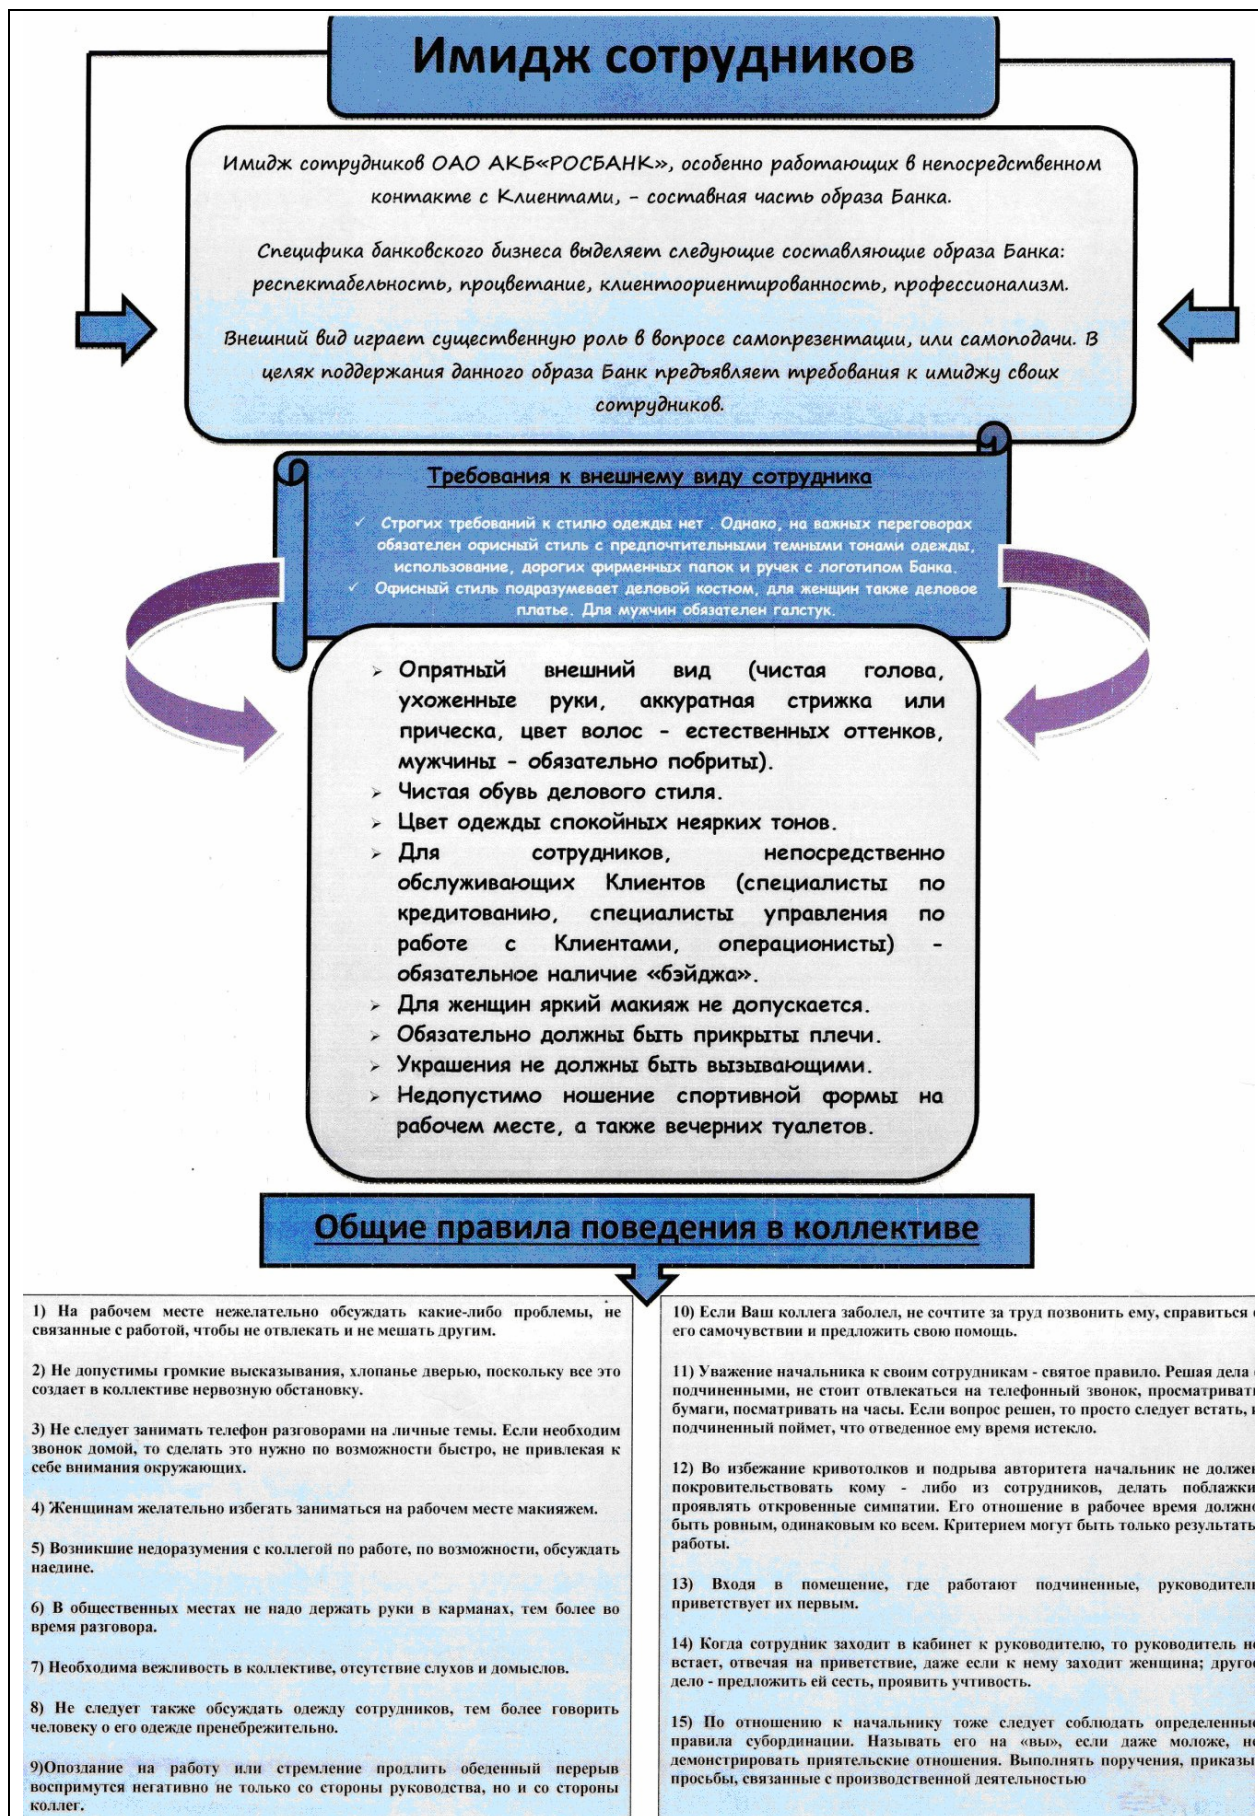 Имидж сотрудников
Имидж сотрудников ОАО АКБ«РОСБАНК», особенно работающих в непосредственном
контакте с Клиентами, – составная часть образа Банка.
Специфика банковского бизнеса выделяет следующие составляющие образа Банка:
респектабельность, процветание, клиентоориентированность, профессионализм.
Внешний вид играет существенную роль в вопросе самопрезентации, или самоподачи. В
целях поддержания данного образа Банк предъявляет требования к имиджу своих
сотрудников.
Требования к внешнему виду сотрудника
✓ Строгих требований к стилю одежды нет . Однако, на важных переговорах
обязателен офисный стиль с предпочтительными темными тонами одежды,
использование, дорогих фирменных папок и ручек с логотипом Банка.
✓ Офисный стиль подразумевает деловой костюм, для женщин также деловое
платье. Для мужчин обязателен галстук.
➢ Опрятный внешний вид (чистая голова,
ухоженные руки, аккуратная стрижка или
прическа, цвет волос - естественных оттенков,
мужчины - обязательно побриты).
➢ Чистая обувь делового стиля.
➢ Цвет одежды спокойных неярких тонов.
➢ Для сотрудников, непосредственно
обслуживающих Клиентов (специалисты по
кредитованию, специалисты управления по
работе с Клиентами, операционисты) -
обязательное наличие «бэйджа».
➢ Для женщин яркий макияж не допускается.
➢ Обязательно должны быть прикрыты плечи.
➢ Украшения не должны быть вызывающими.
➢ Недопустимо ношение спортивной формы на
рабочем месте, а также вечерних туалетов.
Общие правила поведения в коллективе
1) На рабочем месте нежелательно обсуждать какие-либо проблемы, не
связанные с работой, чтобы не отвлекать и не мешать другим.
2) Не допустимы громкие высказывания, хлопанье дверью, поскольку все это
создает в коллективе нервозную обстановку.
3) Не следует занимать телефон разговорами на личные темы. Если необходим
звонок домой, то сделать это нужно по возможности быстро, не привлекая к
себе внимания окружающих.
4) Женщинам желательно избегать заниматься на рабочем месте макияжем.
5) Возникшие недоразумения с коллегой по работе, по возможности, обсуждать
наедине.
6) В общественных местах не надо держать руки в карманах, тем более во
время разговора.
7) Необходима вежливость в коллективе, отсутствие слухов и домыслов.
8) Не следует также обсуждать одежду сотрудников, тем более говорить
человеку о его одежде пренебрежительно.
9)Опоздание на работу или стремление продлить обеденный перерыв
воспримутся негативно не только со стороны руководства, но и со стороны
коллег.
10) Если Ваш коллега заболел, не сочтите за труд позвонить ему, справиться о
его самочувствии и предложить свою помощь.
11) Уважение начальника к своим сотрудникам - святое правило. Решая дела с
подчиненными, не стоит отвлекаться на телефонный звонок, просматривать
бумаги, посматривать на часы. Если вопрос решен, то просто следует встать, и
подчиненный поймет, что отведенное ему время истекло.
12) Во избежание кривотолков и подрыва авторитета начальник не должен
покровительствовать кому - либо из сотрудников, делать поблажки,
проявлять откровенные симпатии. Его отношение в рабочее время должно
быть ровным, одинаковым ко всем. Критерием могут быть только результаты
работы.
13) Входя в помещение, где работают подчиненные, руководитель
приветствует их первым.
14) Когда сотрудник заходит в кабинет к руководителю, то руководитель не
встает, отвечая на приветствие, даже если к нему заходит женщина; другое
дело - предложить ей сесть, проявить учтивость.
15) По отношению к начальнику тоже следует соблюдать определенные
правила субординации. Называть его на «вы», если даже моложе, не
демонстрировать приятельские отношения. Выполнять поручения, приказы,
просьбы, связанные с производственной деятельностью